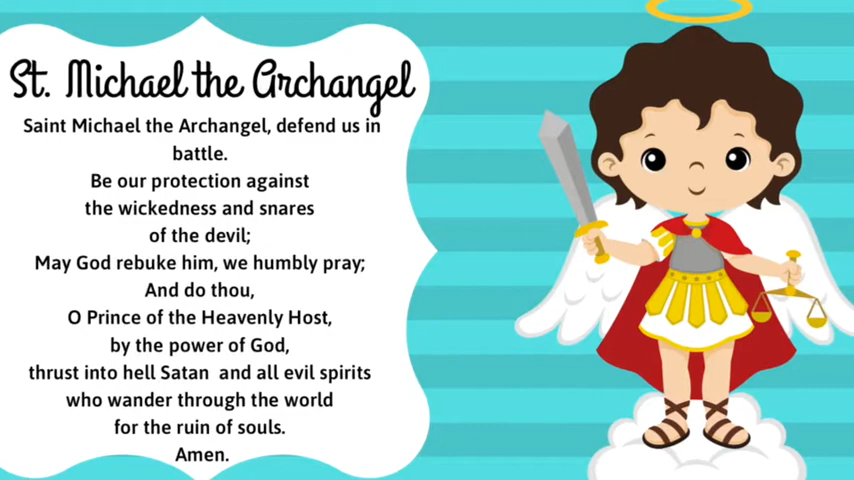 St. Michael the Archangel
Saint Michael the Archangel, defend us in
battle.
Be our protection against
the wickedness and snares
of the devil;
May God rebuke him, we humbly pray;
And do thou,
O Prince of the Heavenly Host,
by the power of God,
thrust into hell Satan and all evil spirits
who wander through the world
for the ruin of souls.
Amen.